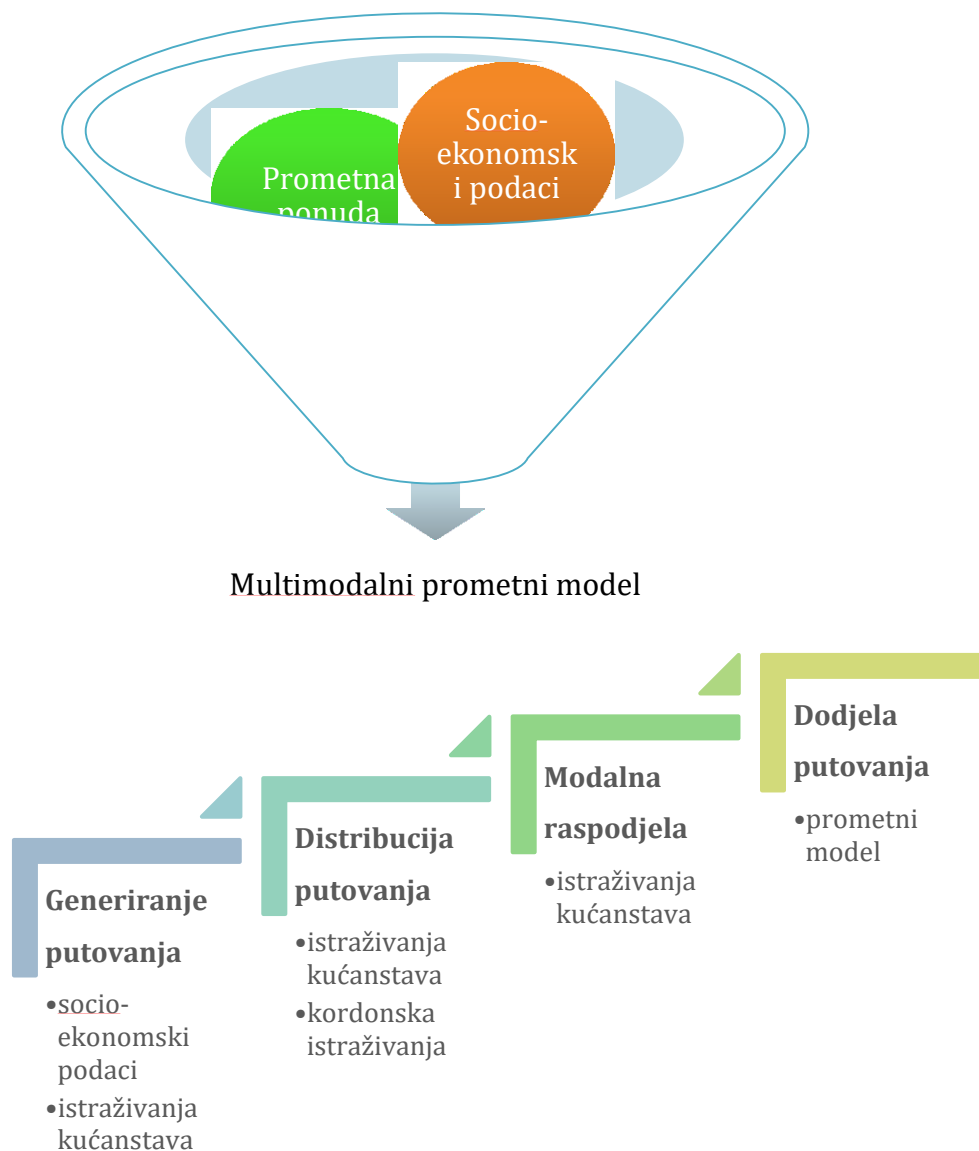 Socio-
ekonomsk
i podaci
Prometna
ponuda
Multimodalni prometni model
Generiranje
putovanja
•socio-
ekonomski
podaci
•istraživanja
kućanstava
Distribucija
putovanja
•istraživanja
kućanstava
•kordonska
istraživanja
Modalna
raspodjela
•istraživanja
kućanstava
Dodjela
putovanja
•prometni
model